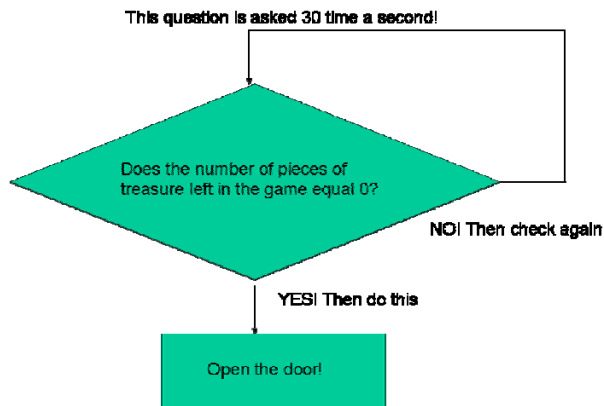 This question is asked 30 time a second!
Does the number of pieces of
treasure left in the game equal 0?
NO! Then check again
YES! Then do this
Open the door!